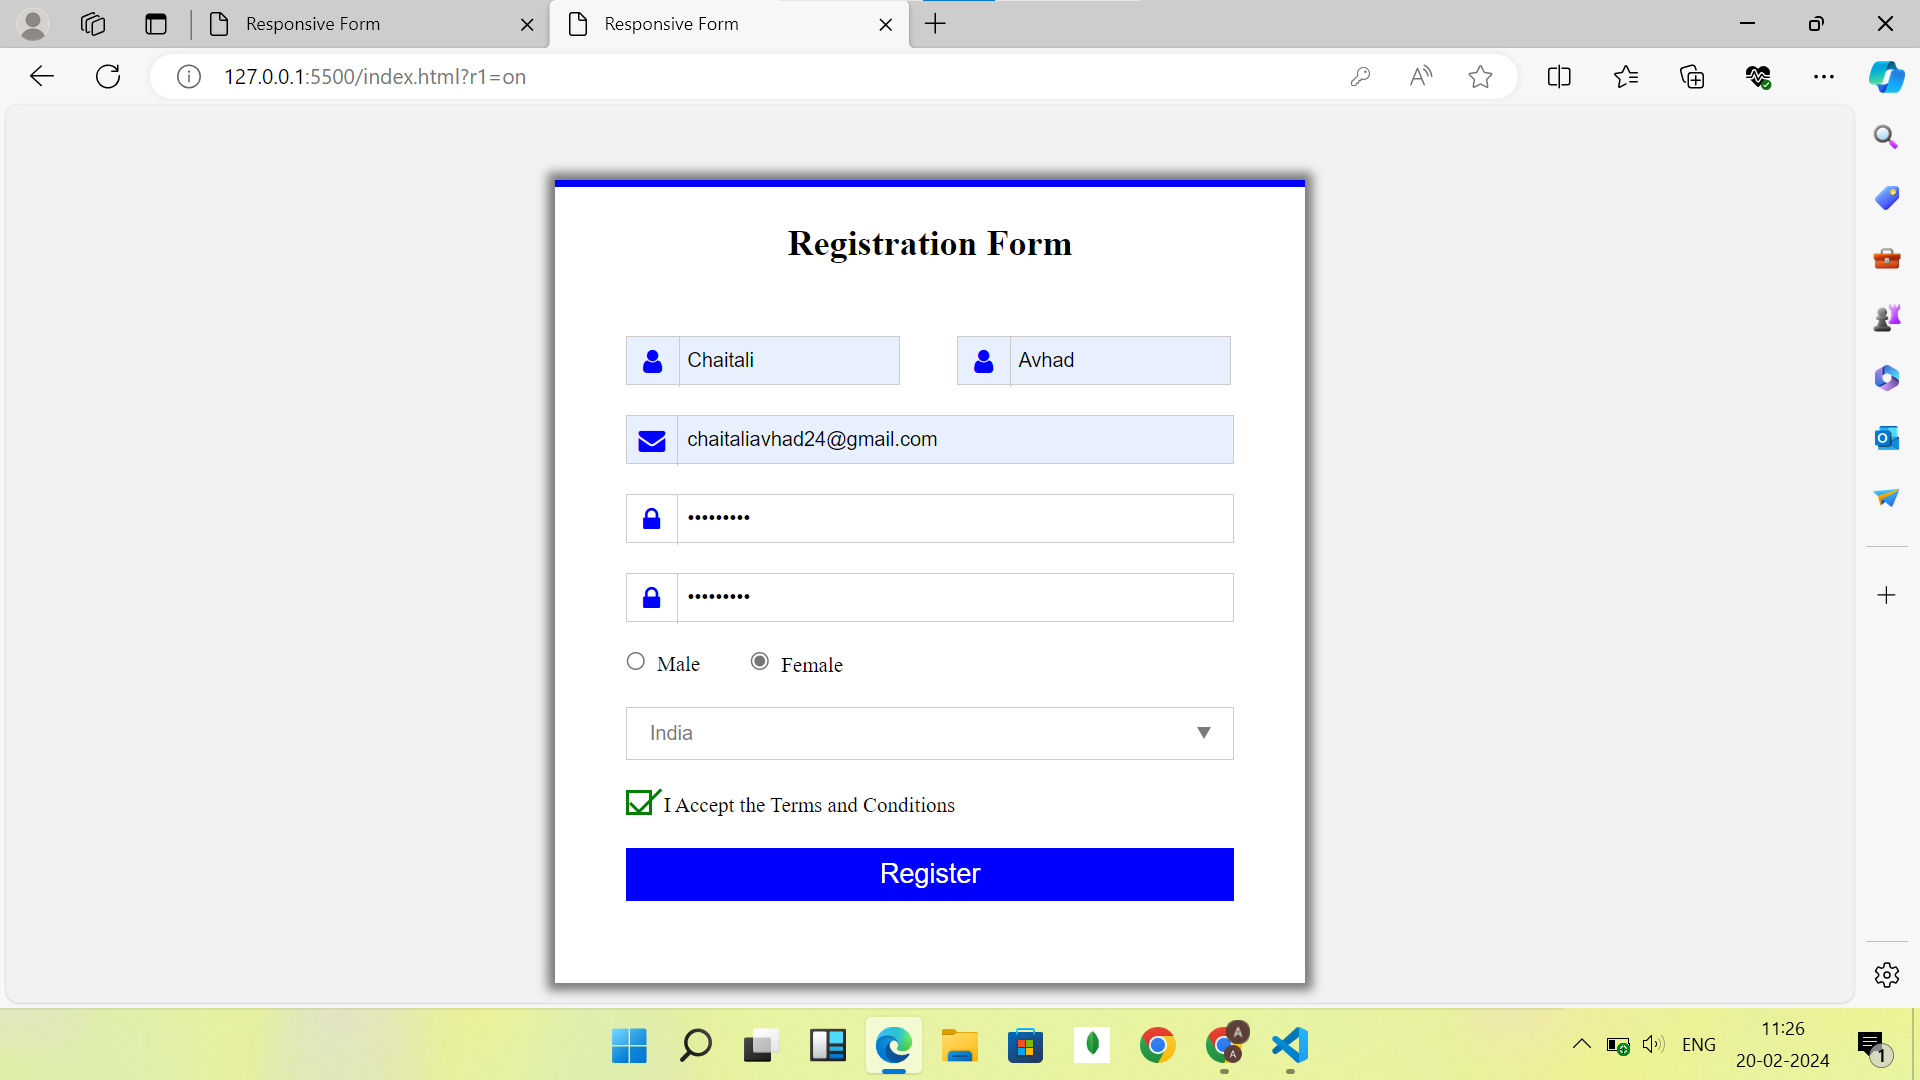 Responsive Form
Responsive Form
127.0.0.1:5500/index.html?r1=on
Registration Form
Chaitali
Avhad
chaitaliavhad24@gmail.com
•••••••••
•••••••••
Male
Female
India
I Accept the Terms and Conditions
Register
A
A
ENG
11:26
20-02-2024
1